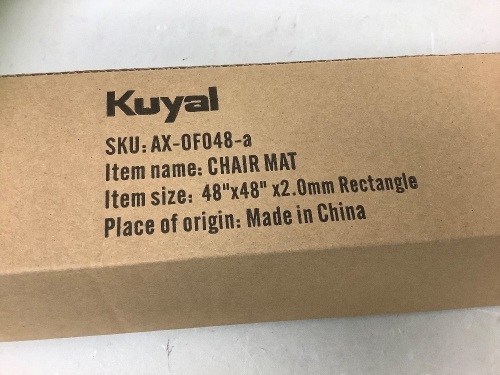 Kuyal
SKU: AX-OF048-a
Item name: CHAIR MAT
Item size: 48"x48" x2.0mm Rectangle
Place of origin: Made in China